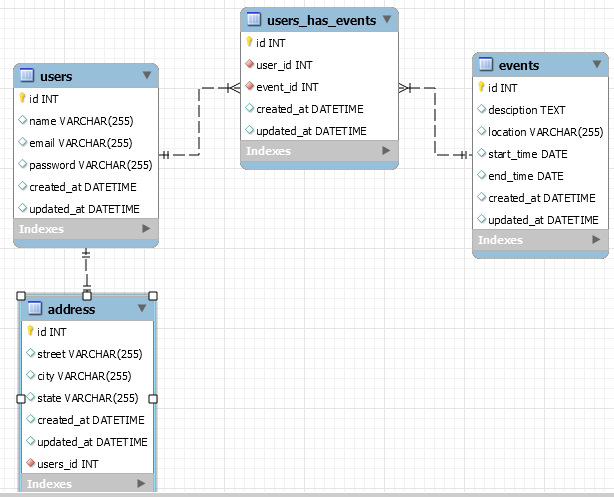 users_has_events
id INT
user_id INT
event_id INT
created_at DATETIME
updated_at DATETIME
Indexes
users
id INT
name VARCHAR(255)
email VARCHAR(255)
password VARCHAR(255)
created_at DATETIME
updated_at DATETIME
Indexes
events
id INT
desciption TEXT
location VARCHAR(255)
start_time DATE
end_time DATE
created_at DATETIME
updated_at DATETIME
Indexes
address
id INT
street VARCHAR(255)
city VARCHAR(255)
state VARCHAR(255)
created_at DATETIME
updated_at DATETIME
users_id INT
Indexes